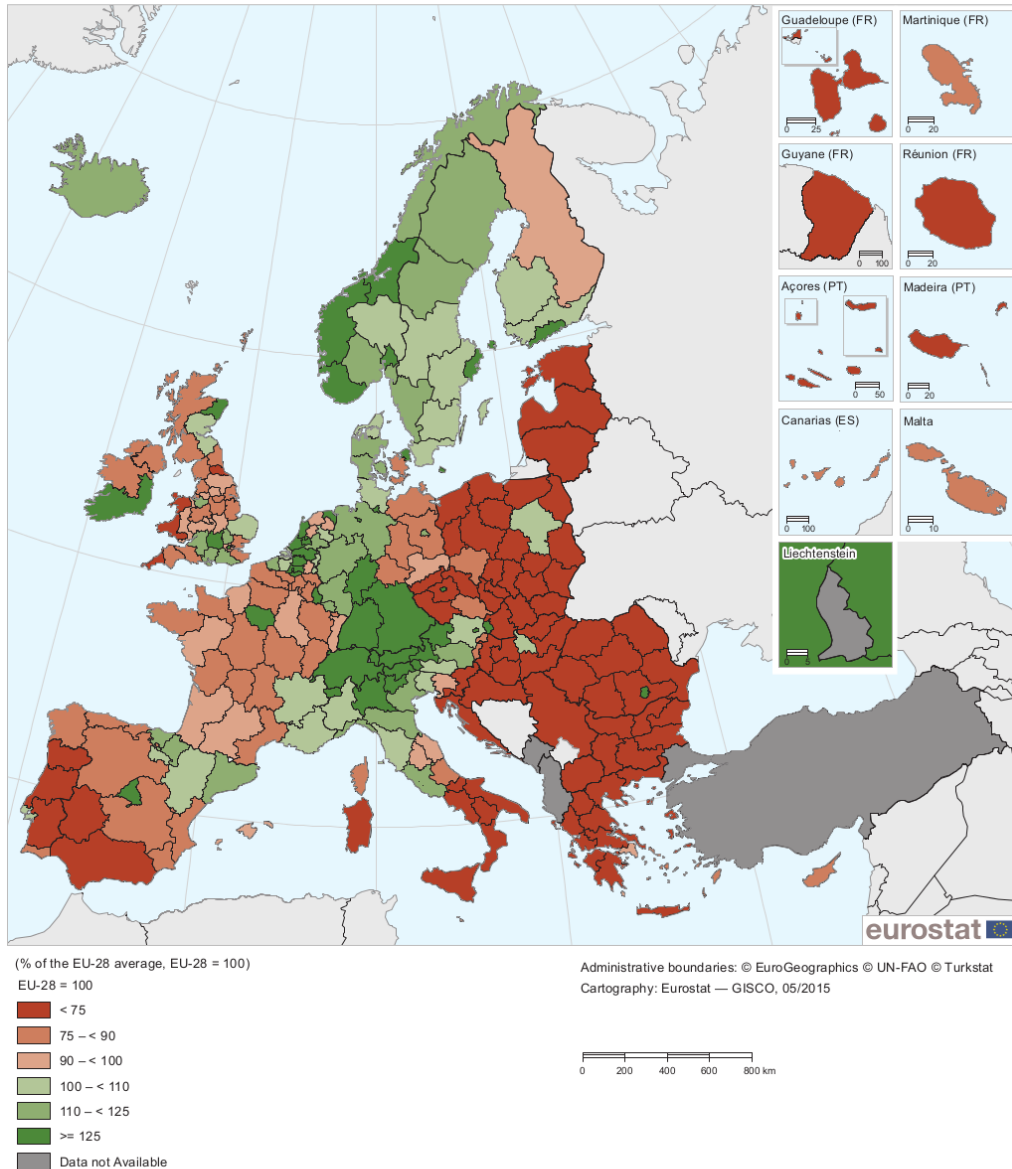 Guadeloupe (FR)
0 25
Martinique (FR)
0 20
Guyane (FR)
0 100
Réunion (FR)
0 20
Açores (PT)
0 50
Madeira (PT)
0 20
Canarias (ES)
0 100
Malta
0 10
Liechtenstein
0 5
eurostat
(% of the EU-28 average, EU-28 = 100)
EU-28 = 100
< 75
75 – < 90
90 – < 100
100 – < 110
110 – < 125
>= 125
Data not Available
Administrative boundaries: © EuroGeographics © UN-FAO © Turkstat
Cartography: Eurostat — GISCO, 05/2015
0 200 400 600 800 km